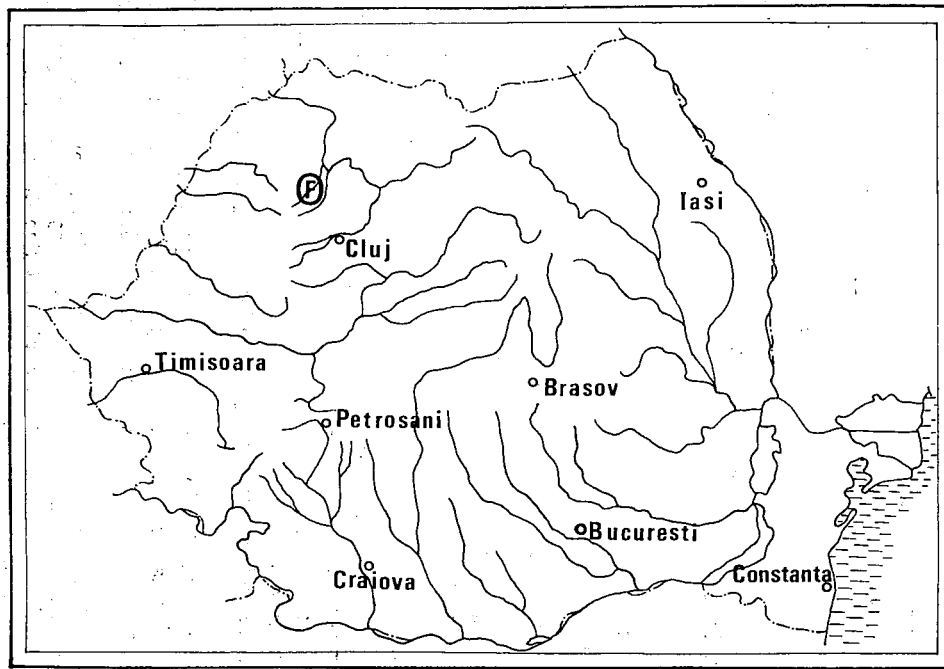 F
Iasi
Cluj
Timisoara
Brasov
Petrosani
Bucuresti
Craiova
Constanta